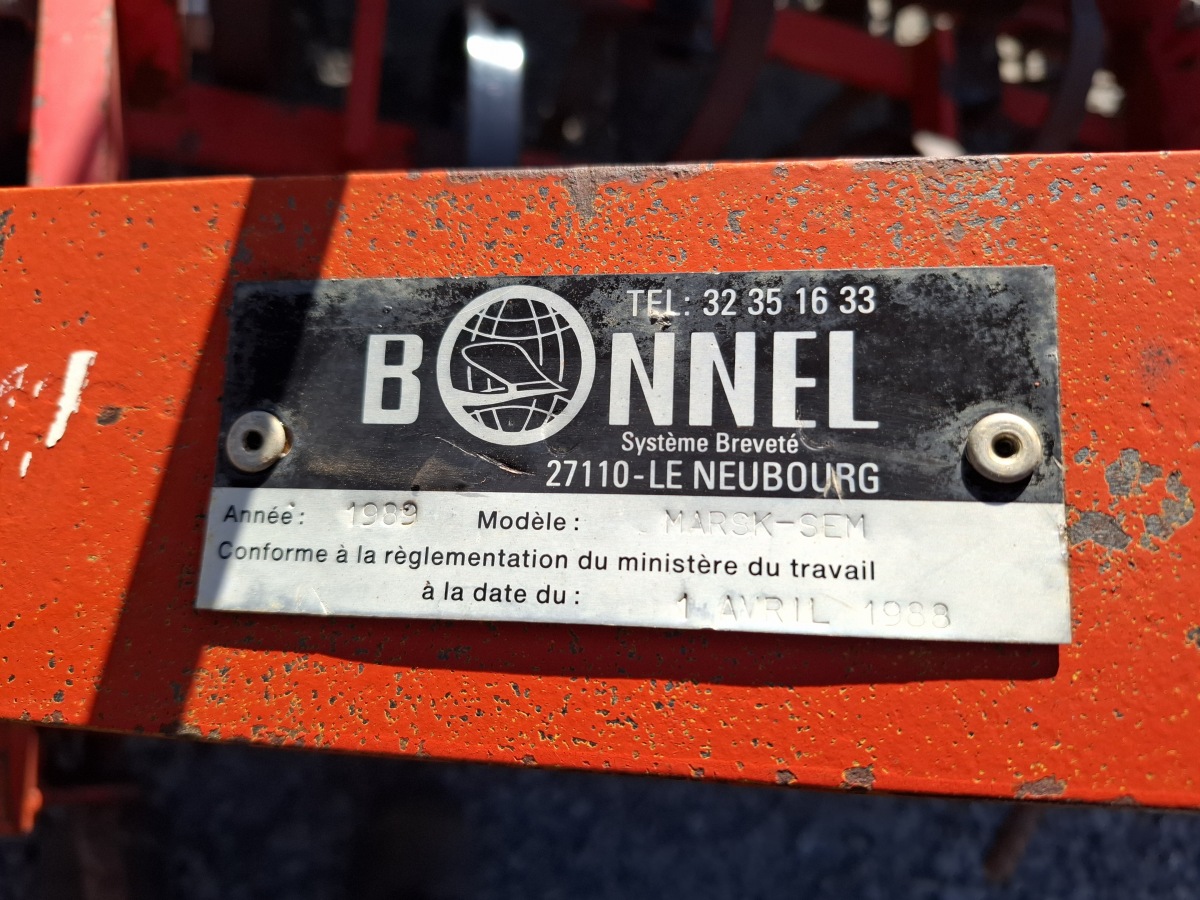 TEL: 32 35 16 33
BONNEL
Système Breveté
27110-LE NEUBOURG
Année: 1989 Modèle: MARSK-SEM
Conforme à la règlementation du ministère du travail
à la date du: 1 AVRIL 1988